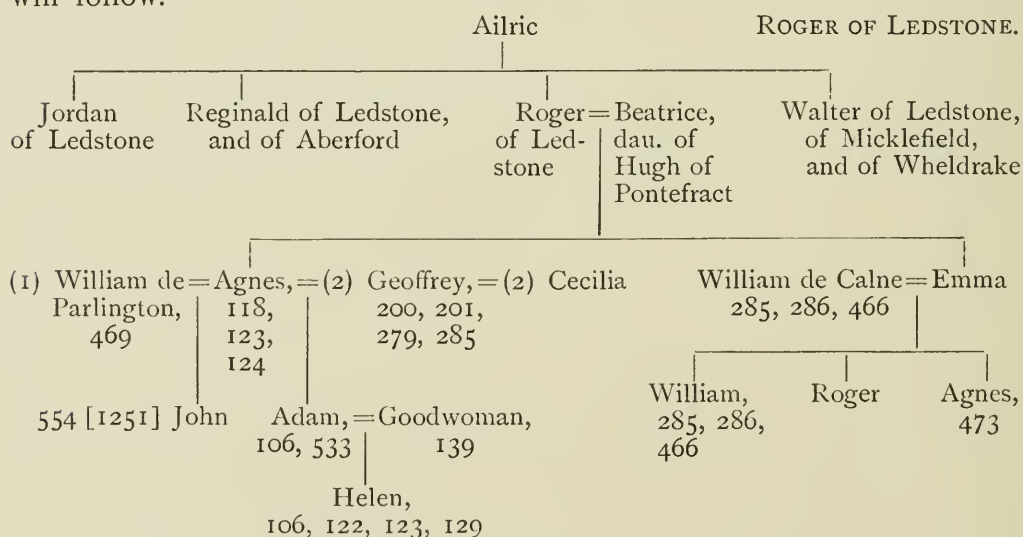 will follow.
Ailric ROGER OF LEDSTONE.
Jordan Reginald of Ledstone, Roger=Beatrice, Walter of Ledstone,
of Ledstone and of Aberford of Led- dau. of of Micklefield,
stone Hugh of and of Wheldrake
Pontefract
(1) William de=Agnes,=(2) Geoffrey,=(2) Cecilia William de Calne=Emma
Parlington, 118, 200, 201, 285, 286, 466
469 123, 279, 285
124
William, Roger Agnes,
554 [1251] John Adam,=Goodwoman, 285, 286, 473
106, 533 139 466
Helen,
106, 122, 123, 129